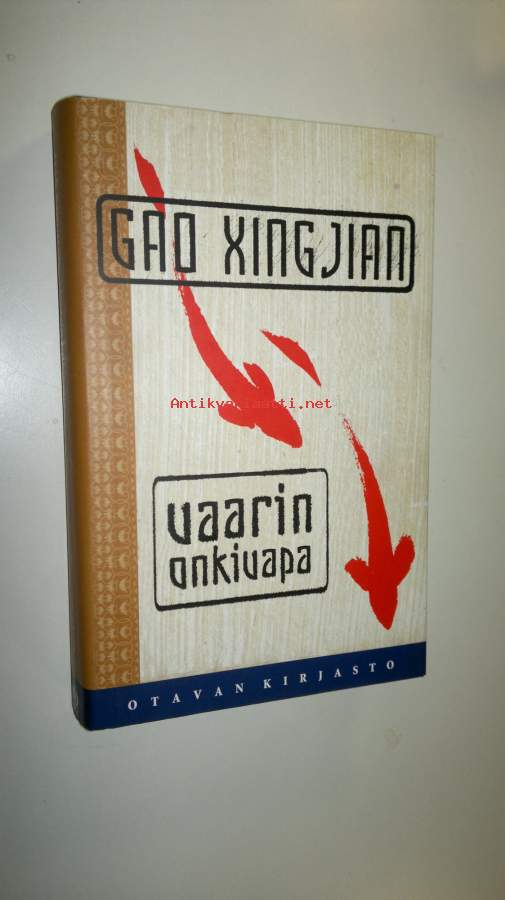 GAO XINGJIAN
Antikvariaatti.net
vaarin
onkivapa
OTAVAN KIRJASTO